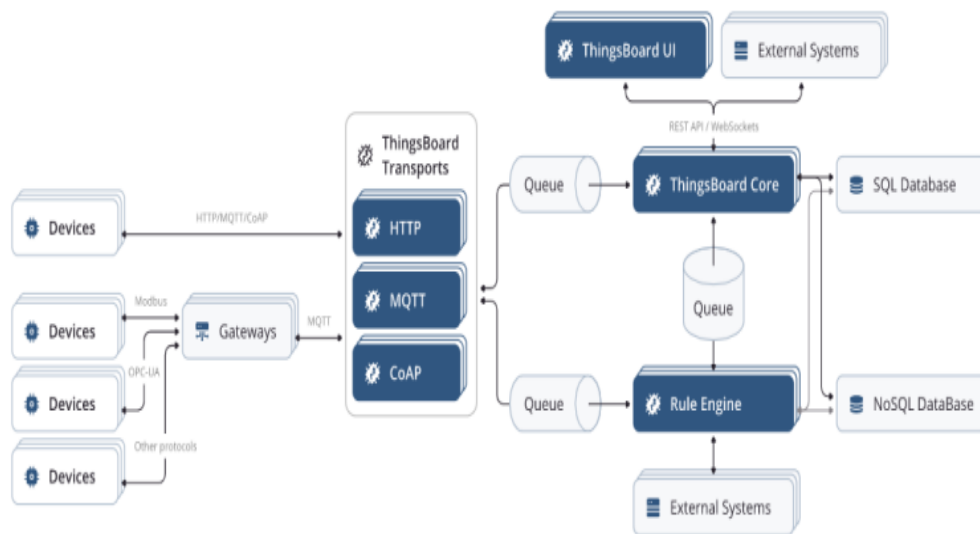 ThingsBoard UI
External Systems
REST API / WebSockets
ThingsBoard
Transports
Queue
ThingsBoard Core
SQL Database
Devices
HTTP/MQTT/CoAP
HTTP
Modbus
Devices
Gateways
MQTT
MQTT
Queue
OPC-UA
Devices
CoAP
Queue
Rule Engine
NoSQL DataBase
Other protocols
Devices
External Systems